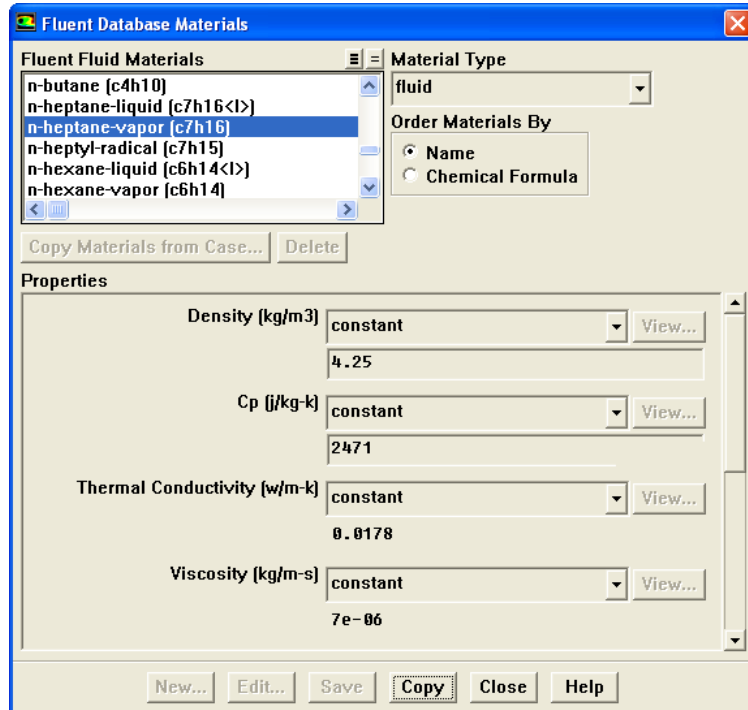 Fluent Database Materials
Fluent Fluid Materials
n-butane (c4h10)
n-heptane-liquid (c7h16<l>)
n-heptane-vapor (c7h16)
n-heptyl-radical (c7h15)
n-hexane-liquid (c6h14<l>)
n-hexane-vapor (c6h14)
Material Type
fluid
Order Materials By
Name
Chemical Formula
Copy Materials from Case... Delete
Properties
Density (kg/m3) constant View...
4.25
Cp (j/kg-k) constant View...
2471
Thermal Conductivity (w/m-k) constant View...
0.0178
Viscosity (kg/m-s) constant View...
7e-06
New... Edit... Save Copy Close Help